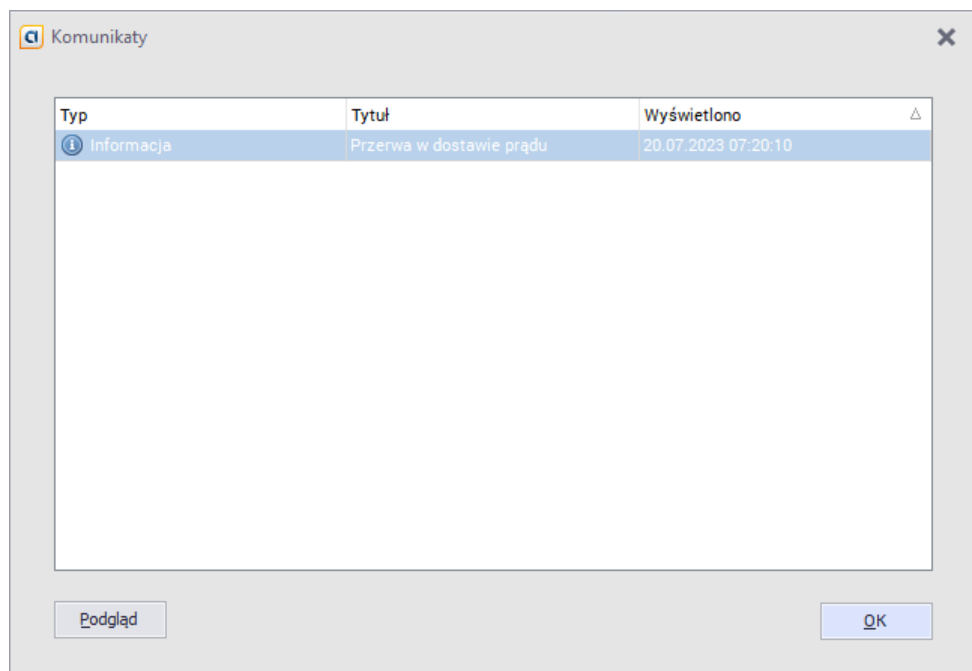 Komunikaty
Typ Tytuł Wyświetlono
Informacja Przerwa w dostawie prądu 20.07.2023 07:20:10
Podgląd OK